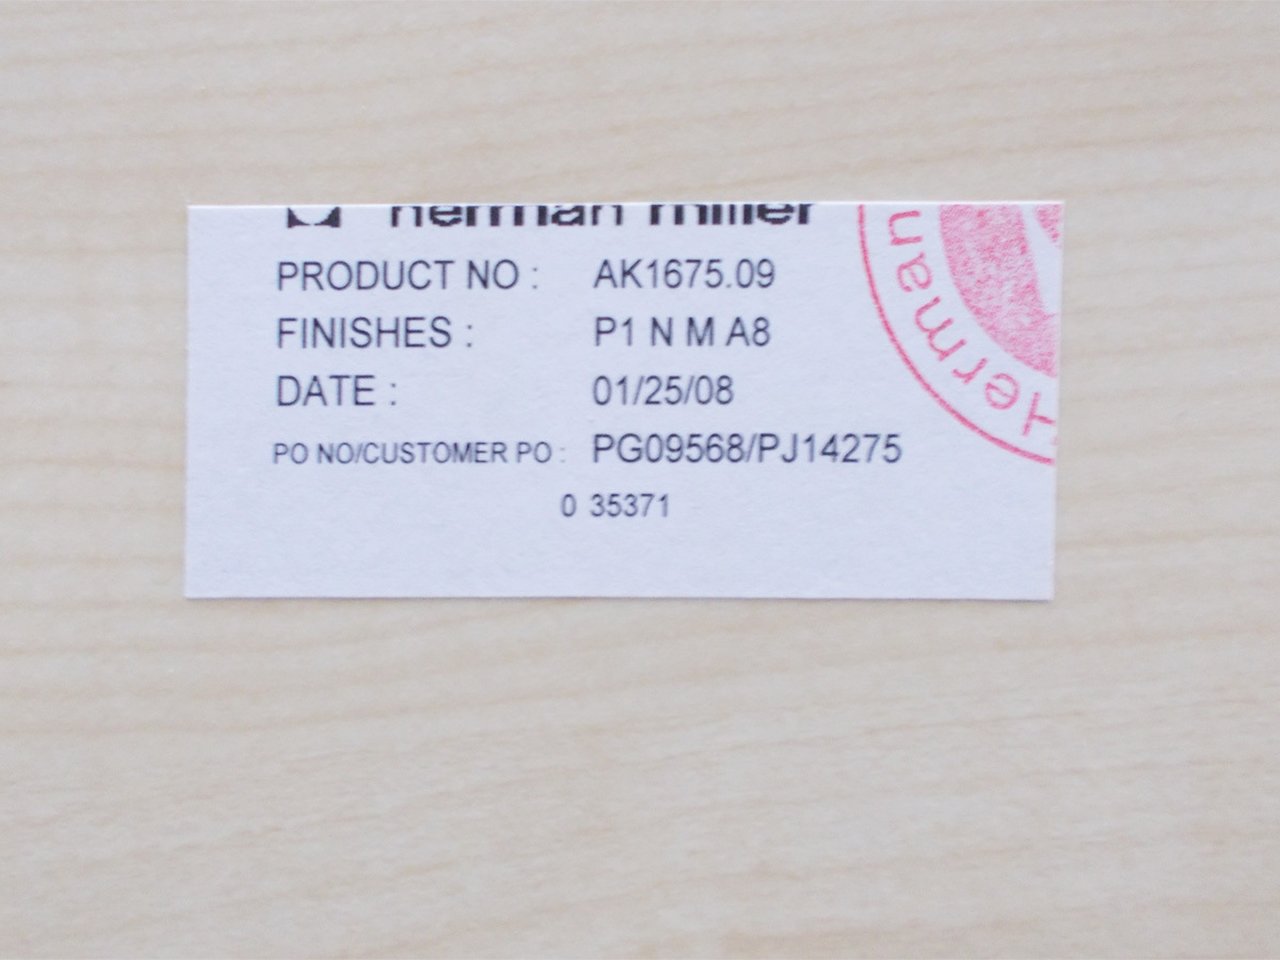 herman miller
PRODUCT NO : AK1675.09
FINISHES : P1 N M A8
DATE : 01/25/08
PO NO/CUSTOMER PO : PG09568/PJ14275
0 35371
Herman